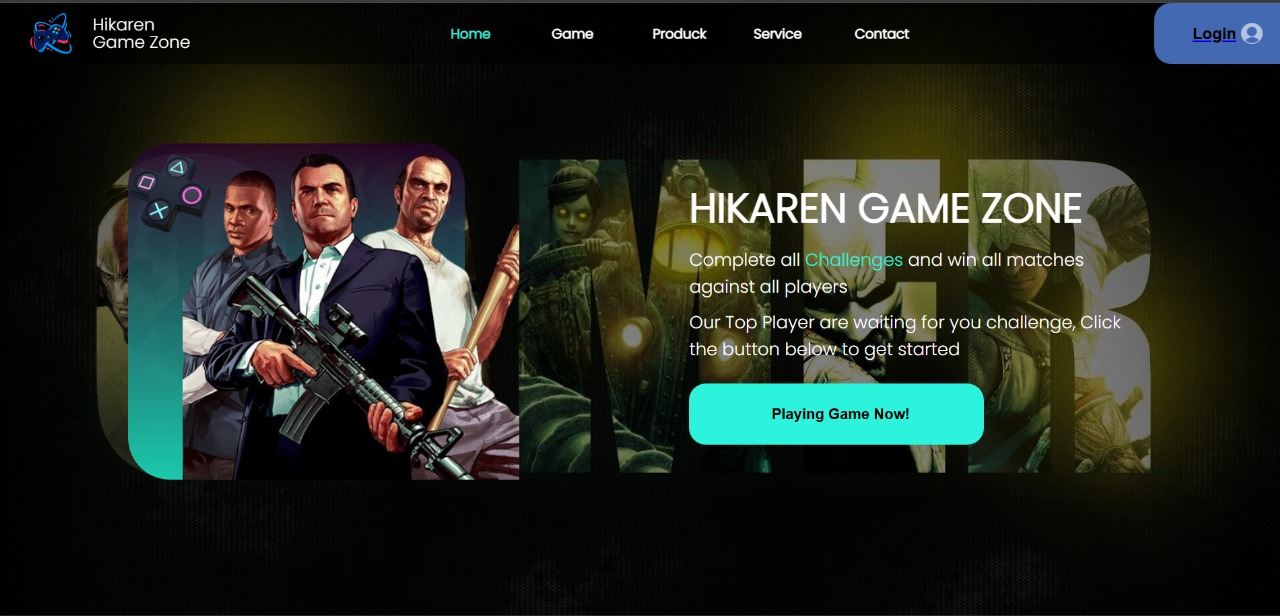 Hikaren
Game Zone
Home Game Produck Service Contact
Login
HIKAREN GAME ZONE
Complete all Challenges and win all matches
against all players
Our Top Player are waiting for you challenge, Click
the button below to get started
Playing Game Now!